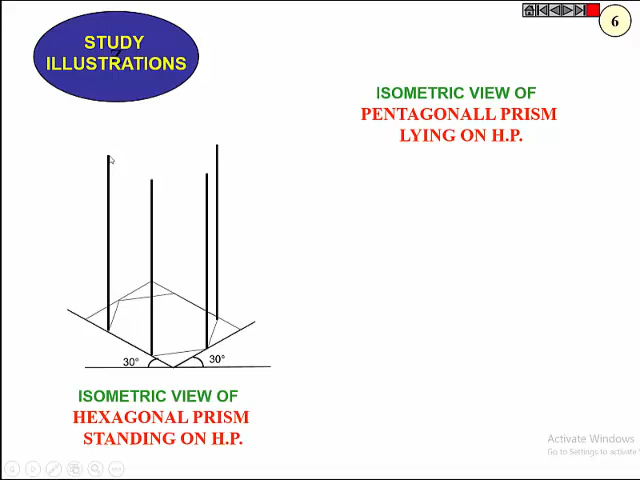 STUDY
ILLUSTRATIONS
6
ISOMETRIC VIEW OF
PENTAGONALL PRISM
LYING ON H.P.
30°
30°
ISOMETRIC VIEW OF
HEXAGONAL PRISM
STANDING ON H.P.
Activate Windows
Go to Settings to activate